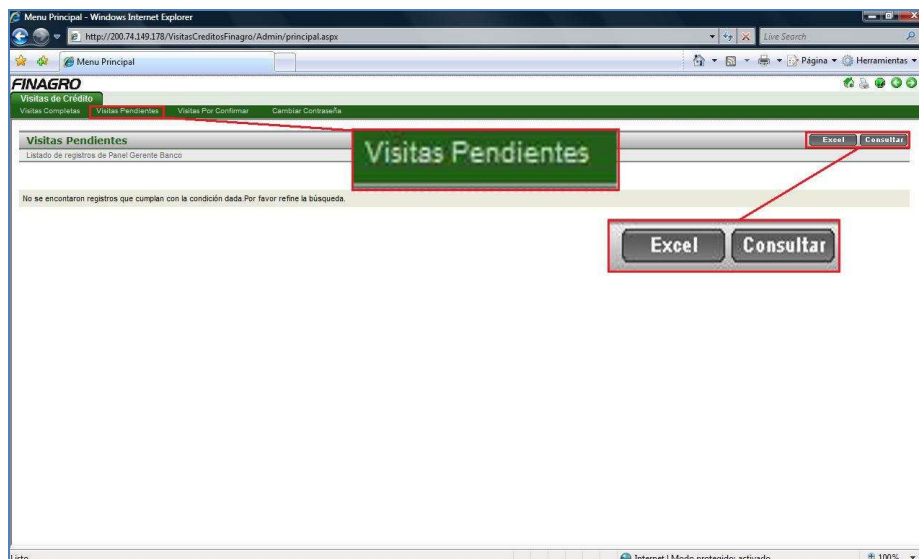 Menu Principal - Windows Internet Explorer
http://200.74.149.178/VisitasCreditosFinagro/Admin/principal.aspx
Live Search
Menu Principal
Página
Herramientas
FINAGRO
Visitas de Crédito
Visitas Completas Visitas Pendientes Visitas Por Confirmar Cambiar Contraseña
Visitas Pendientes
Excel Consultar
Listado de registros de Panel Gerente Banco
Visitas Pendientes
No se encontaron registros que cumplan con la condición dada.Por favor refine la búsqueda.
Excel Consultar
Listo
Internet | Modo protegido: activado
100%